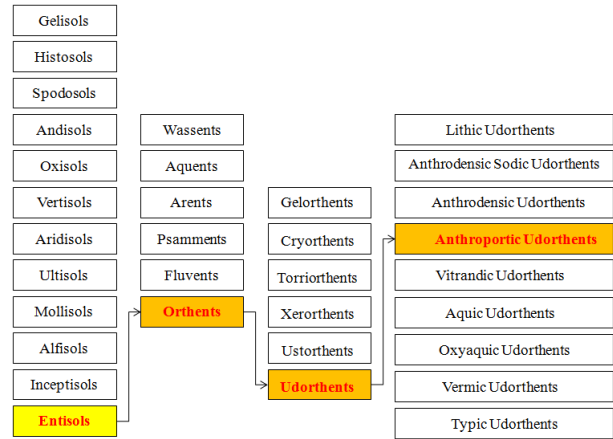 Gelisols
Histosols
Spodosols
Andisols
Oxisols
Vertisols
Aridisols
Ultisols
Mollisols
Alfisols
Inceptisols
Entisols
Wassents
Aquents
Arents
Psamments
Fluvents
Orthents
Gelorthents
Cryorthents
Torriorthents
Xerorthents
Ustorthents
Udorthents
Lithic Udorthents
Anthrodensic Sodic Udorthents
Anthrodensic Udorthents
Anthroportic Udorthents
Vitrandic Udorthents
Aquic Udorthents
Oxyaquic Udorthents
Vermic Udorthents
Typic Udorthents